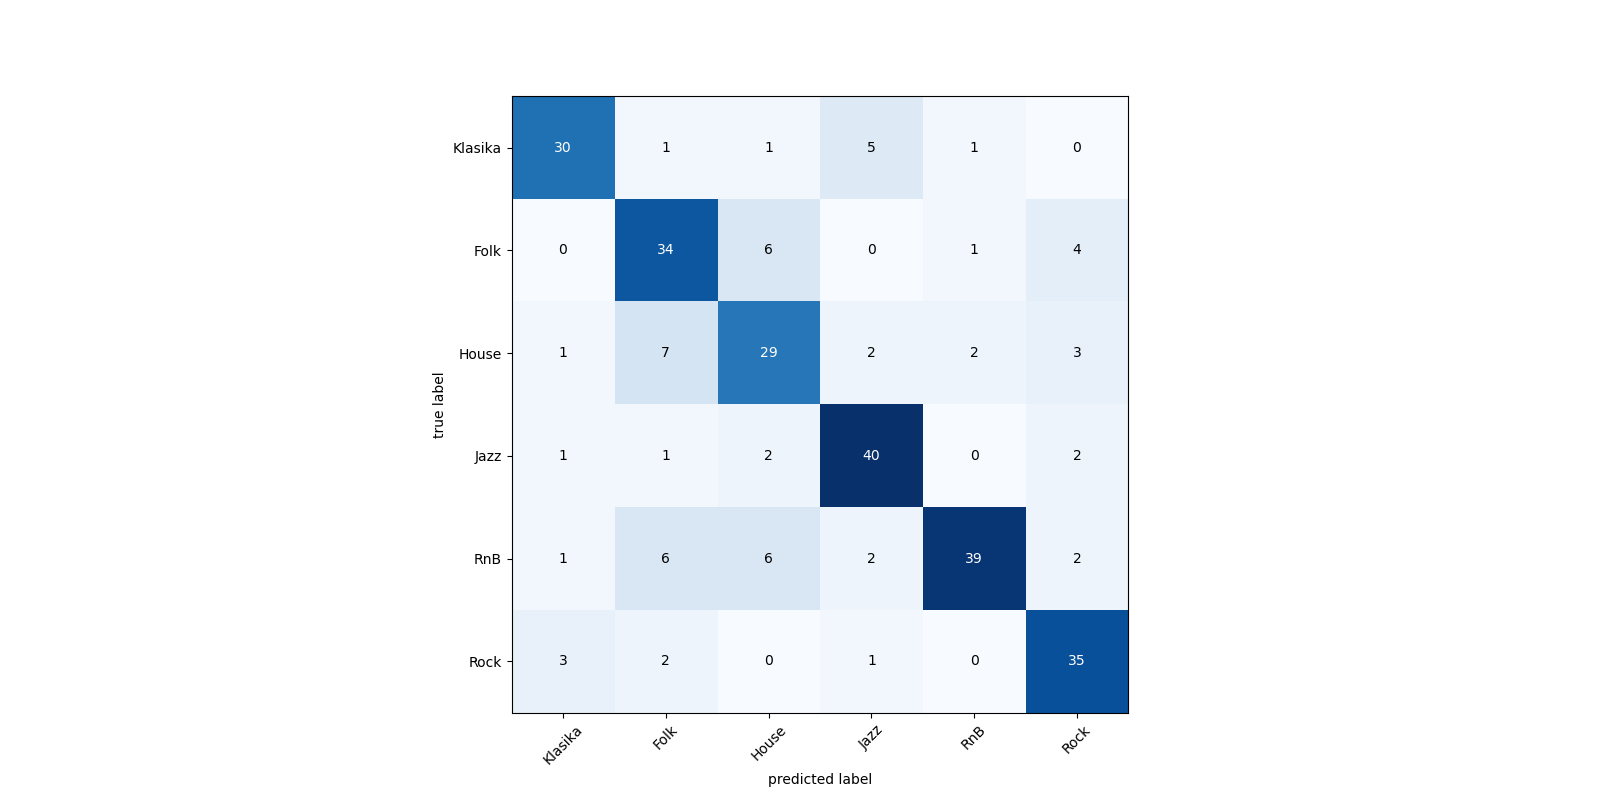 Klasika 30 1 1 5 1 0
Folk 0 34 6 0 1 4
House 1 7 29 2 2 3
Jazz 1 1 2 40 0 2
RnB 1 6 6 2 39 2
Rock 3 2 0 1 0 35
true label
Klasika Folk House Jazz RnB Rock
predicted label